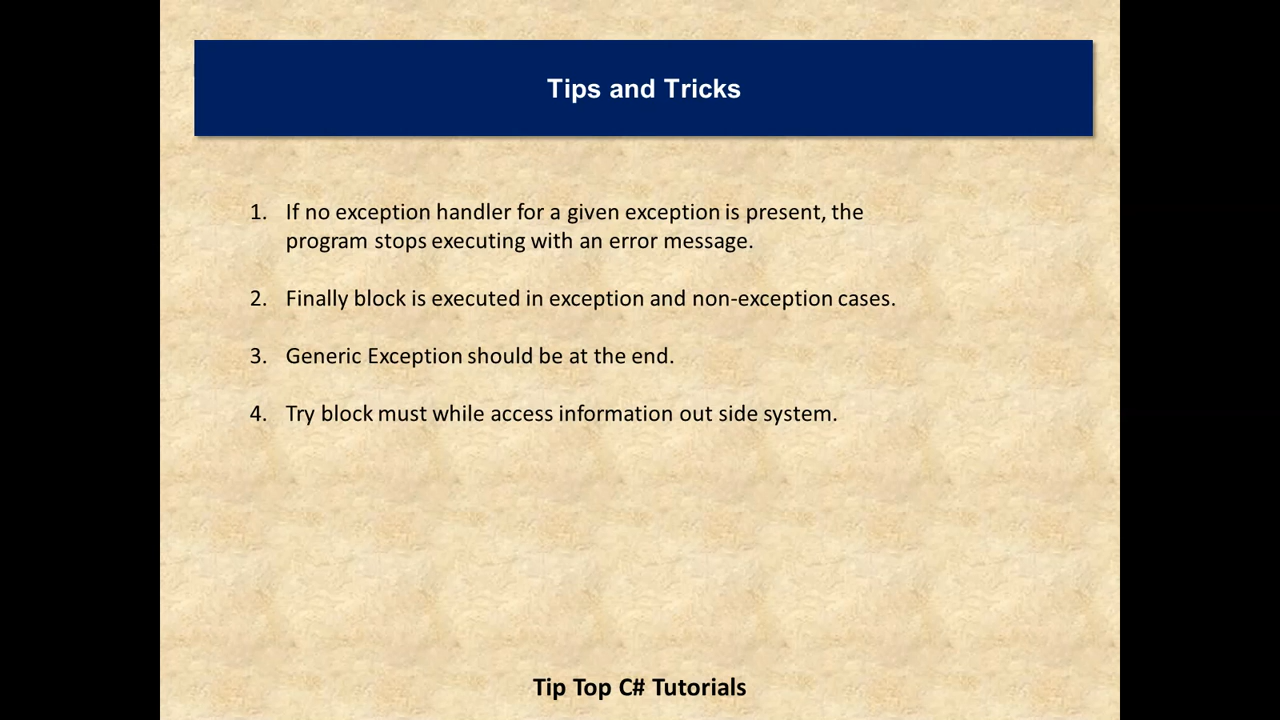 Tips and Tricks
1. If no exception handler for a given exception is present, the
program stops executing with an error message.
2. Finally block is executed in exception and non-exception cases.
3. Generic Exception should be at the end.
4. Try block must while access information out side system.
Tip Top C# Tutorials